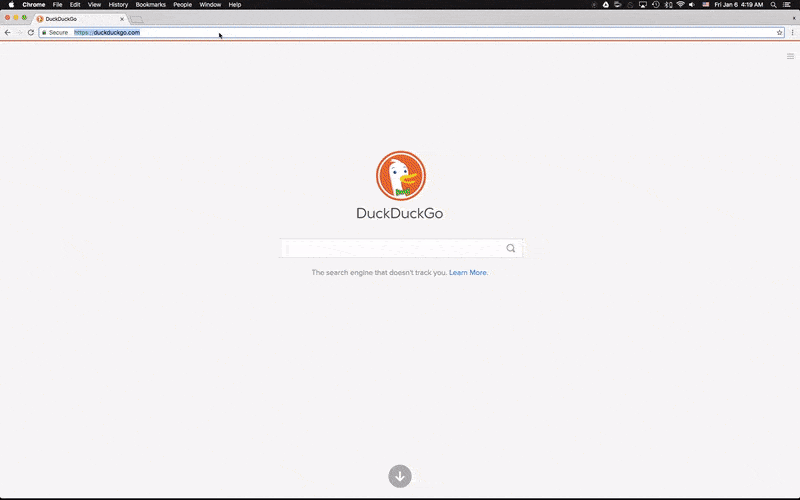 Chrome File Edit View History Bookmarks People Window Help Fri Jan 6 4:19 AM
DuckDuckGo
Secure https://duckduckgo.com
DuckDuckGo
The search engine that doesn't track you. Learn More.